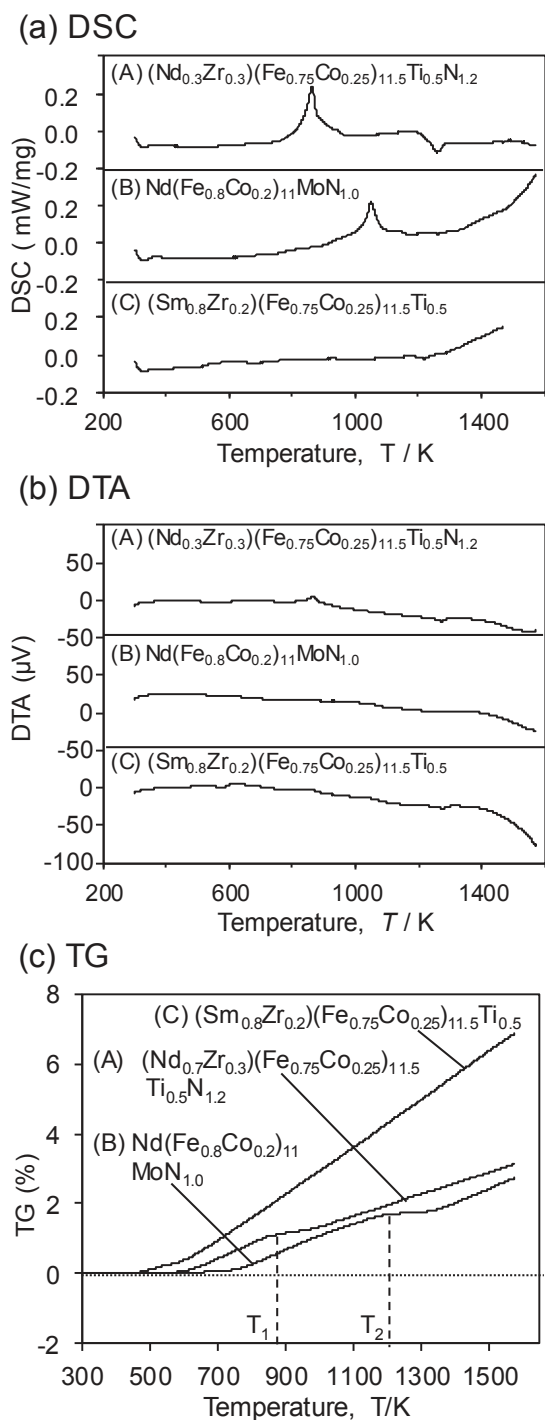 (a) DSC
(A) (Nd0.3Zr0.3)(Fe0.75Co0.25)11.5Ti0.5N1.2
0.2
0.0
(B) Nd(Fe0.8Co0.2)11MoN1.0
-0.2
0.2
0.0
(C) (Sm0.8Zr0.2)(Fe0.75Co0.25)11.5Ti0.5
-0.2
0.2
0.0
-0.2
DSC ( mW/mg)
200 600 1000 1400
Temperature, T / K
(b) DTA
(A) (Nd0.3Zr0.3)(Fe0.75Co0.25)11.5Ti0.5N1.2
50
0
-50
(B) Nd(Fe0.8Co0.2)11MoN1.0
50
0
-50
(C) (Sm0.8Zr0.2)(Fe0.75Co0.25)11.5Ti0.5
0
-50
-100
DTA (µV)
200 600 1000 1400
Temperature, T / K
(c) TG
8
6
4
2
0
-2
TG (%)
(C) (Sm0.8Zr0.2)(Fe0.75Co0.25)11.5Ti0.5
(A) (Nd0.7Zr0.3)(Fe0.75Co0.25)11.5
Ti0.5N1.2
(B) Nd(Fe0.8Co0.2)11
MoN1.0
T1 T2
300 500 700 900 1100 1300 1500
Temperature, T/K